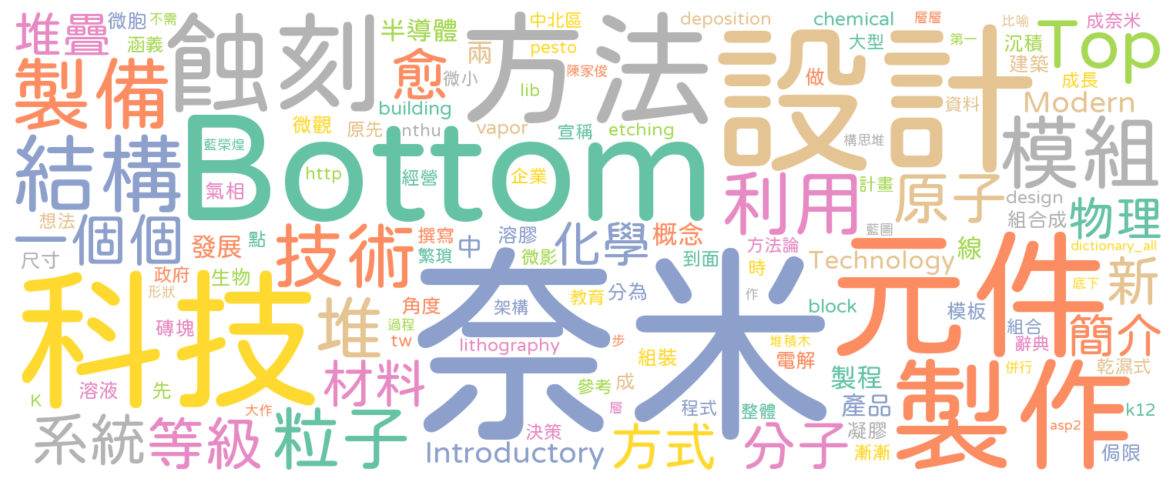 堆疊 微胞 不需 蝕刻 半導體 方法 中北區 deposition chemical 層層 比喻 成奈米
涵義 愈 兩 pesto 設計 大型 第一 沉積 Top
製備 微小 陳家俊 做 建築 成長
building lib 資料 Modern
微觀 原先 nthu vapor 宣稱 etching 模組
結構 藍榮煌 Bottom 構思堆
氣相 http 經營 企業 利用 計畫 原子 design 物理
想法 一個個 發展 點 技術 撰寫 中 溶膠 化學 概念 藍圖 組合成
尺寸 繁瑣 微影 到面 方法論 線 dictionary_all
政府 生物 Technology 元件 新
科技 形狀 堆 角度 奈米 教育 分為 時 作 底下
磚塊 過程 架構 block 模板 組合 簡介
tw lithography 步 堆積木 辭典
溶液 先 材料 組裝 電解 併行 乾濕式
K 大作 參考 成 製程 製作
系統 等級 粒子 層 程式 整體 產品 k12
決策 方式 分子 凝膠 asp2
Introductory 漸漸 侷限